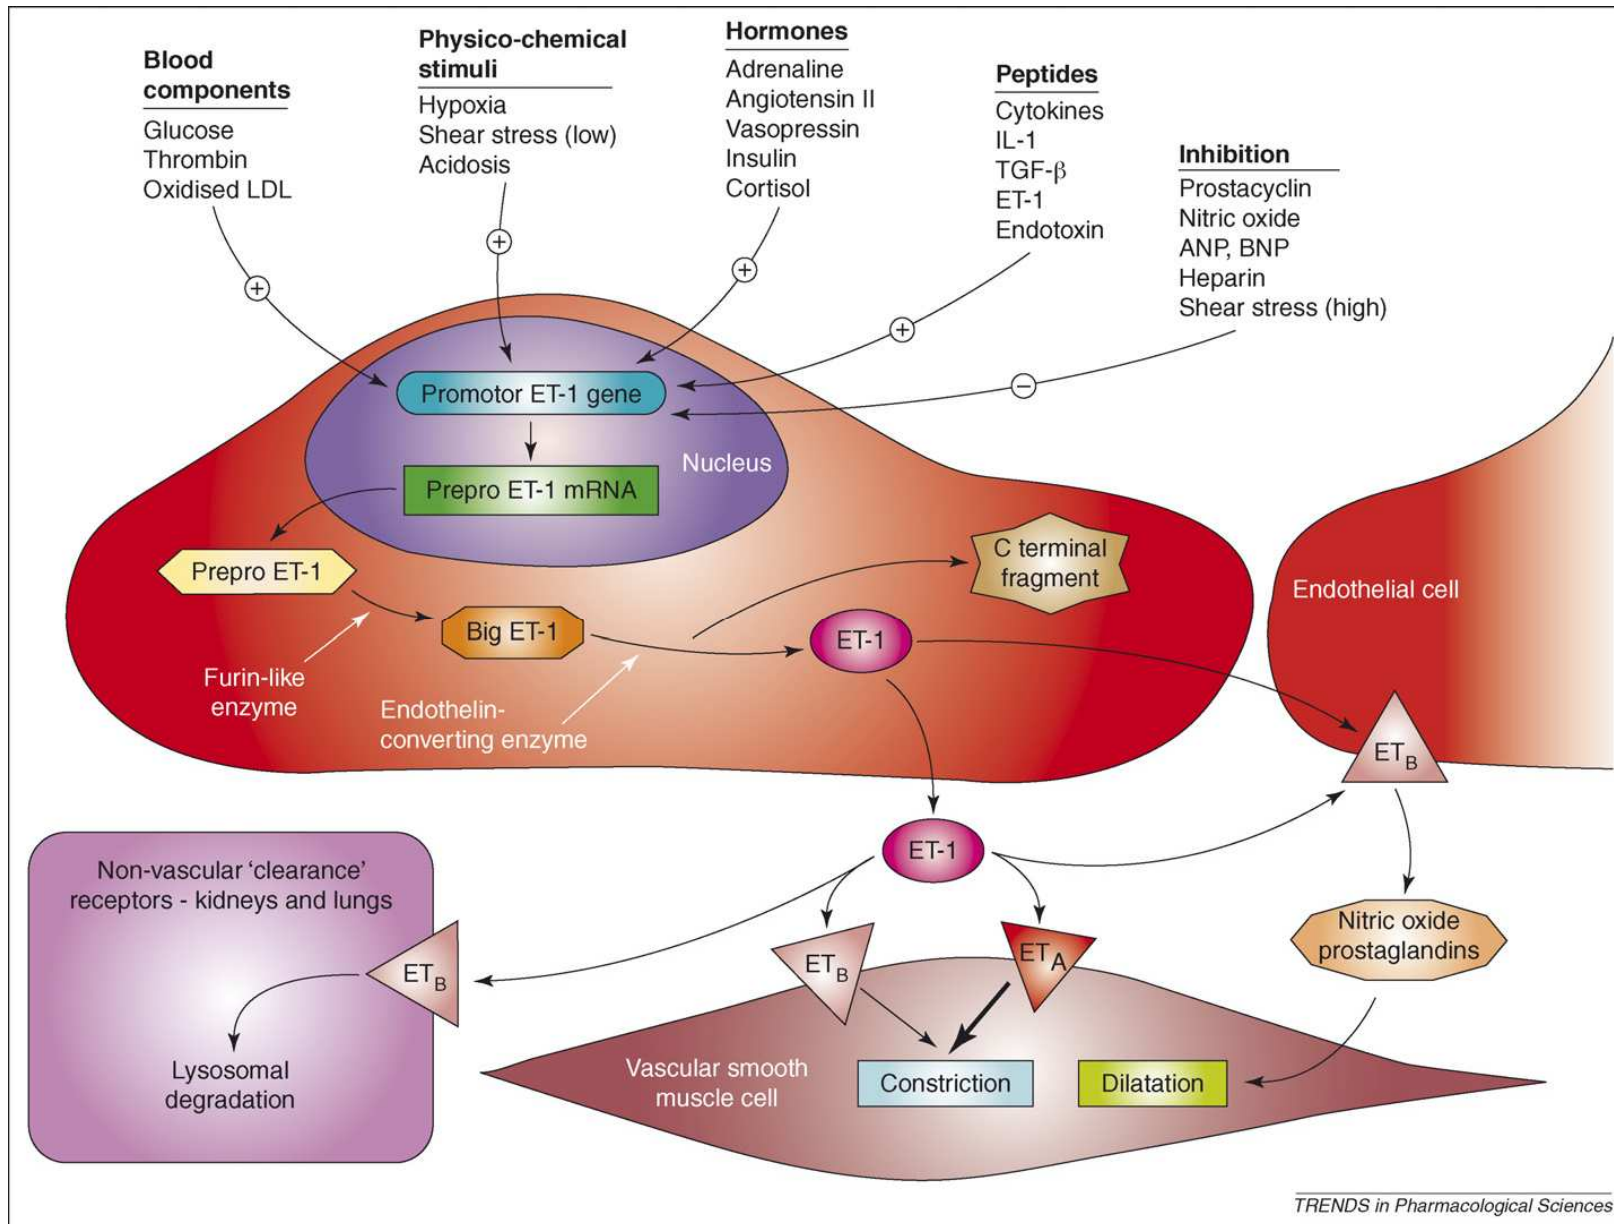 Blood
components
Glucose
Thrombin
Oxidised LDL
Physico-chemical
stimuli
Hypoxia
Shear stress (low)
Acidosis
Hormones
Adrenaline
Angiotensin II
Vasopressin
Insulin
Cortisol
Peptides
Cytokines
IL-1
TGF-β
ET-1
Endotoxin
Inhibition
Prostacyclin
Nitric oxide
ANP, BNP
Heparin
Shear stress (high)
+
+
+
+
−
Promotor ET-1 gene
Nucleus
Prepro ET-1 mRNA
Prepro ET-1
Big ET-1
ET-1
C terminal
fragment
Furin-like
enzyme
Endothelin-
converting enzyme
Endothelial cell
ETB
ET-1
Non-vascular ‘clearance’
receptors - kidneys and lungs
ETB
Lysosomal
degradation
ETB
ETA
Nitric oxide
prostaglandins
Vascular smooth
muscle cell
Constriction
Dilatation
TRENDS in Pharmacological Sciences